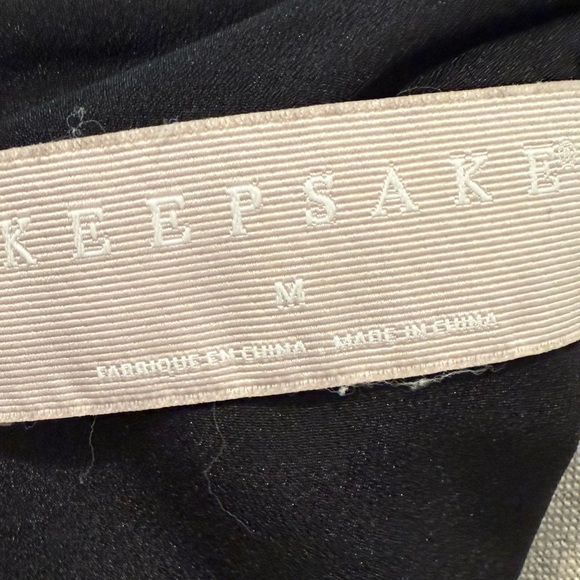 KEEPSAKE®
M
FABRIQUE EN CHINA . MADE IN CHINA